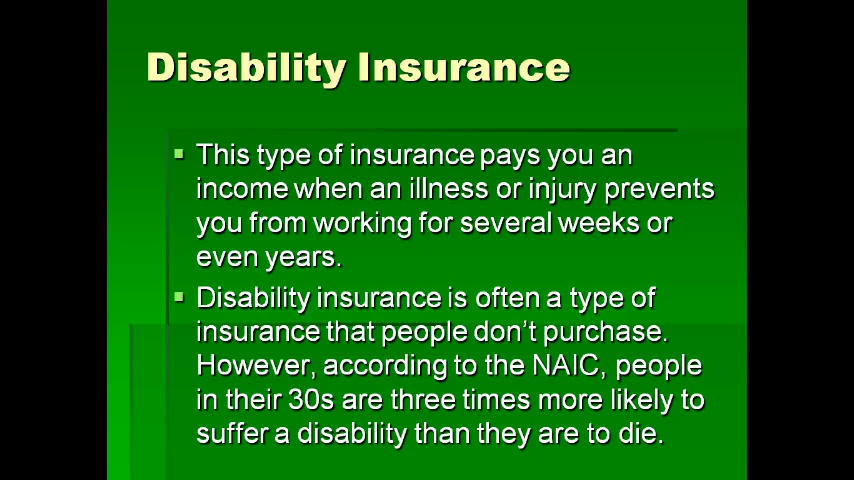 Disability Insurance
This type of insurance pays you an
income when an illness or injury prevents
you from working for several weeks or
even years.
Disability insurance is often a type of
insurance that people don’t purchase.
However, according to the NAIC, people
in their 30s are three times more likely to
suffer a disability than they are to die.